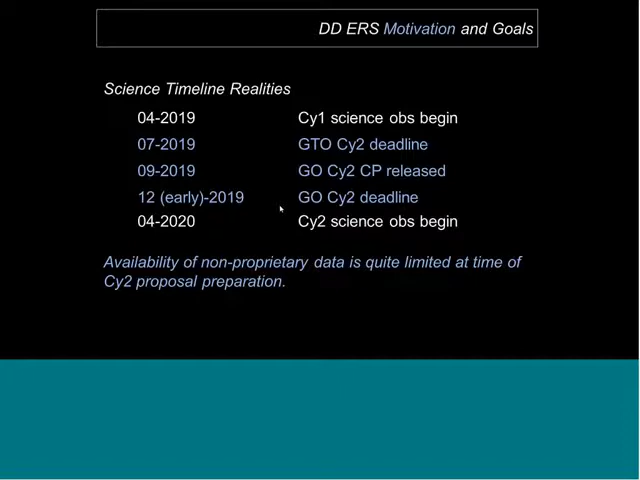 DD ERS Motivation and Goals
Science Timeline Realities
04-2019 Cy1 science obs begin
07-2019 GTO Cy2 deadline
09-2019 GO Cy2 CP released
12 (early)-2019 GO Cy2 deadline
04-2020 Cy2 science obs begin
Availability of non-proprietary data is quite limited at time of
Cy2 proposal preparation.